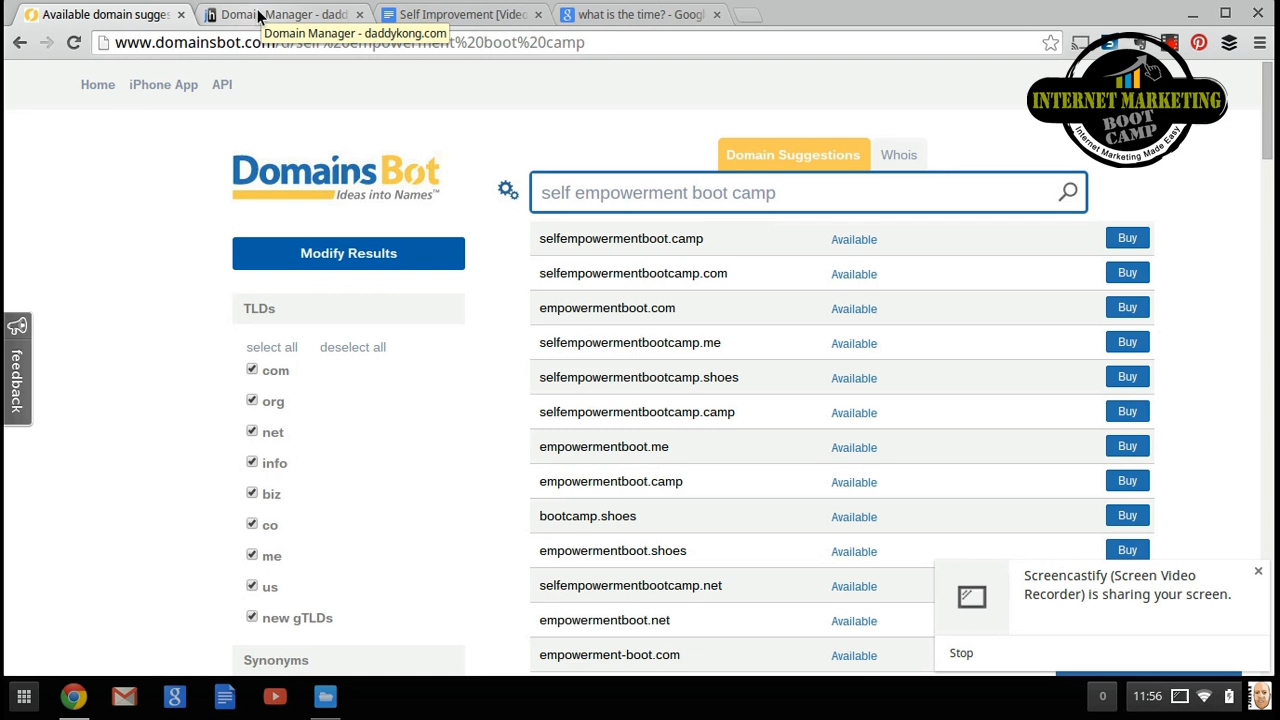 Available domain sugges
Domain Manager - dadd
Self Improvement [Video
what is the time? - Googl
Domain Manager - daddykong.com
www.domainsbot.com
%20boot%20camp
Home
iPhone App
API
INTERNET MARKETING
BOOT
CAMP
Internet Marketing Made Easy
DomainsBot
Ideas into Names™
Domain Suggestions
Whois
self empowerment boot camp
Modify Results
selfempowermentboot.camp Available Buy
selfempowermentbootcamp.com Available Buy
empowermentboot.com Available Buy
selfempowermentbootcamp.me Available Buy
selfempowermentbootcamp.shoes Available Buy
selfempowermentbootcamp.camp Available Buy
empowermentboot.me Available Buy
empowermentboot.camp Available Buy
bootcamp.shoes Available Buy
empowermentboot.shoes Available Buy
selfempowermentbootcamp.net Available
empowermentboot.net Available
empowerment-boot.com Available
TLDs
select all
deselect all
com
org
net
info
biz
co
me
us
new gTLDs
Synonyms
feedback
Screencastify (Screen Video
Recorder) is sharing your screen.
Stop
0
11:56